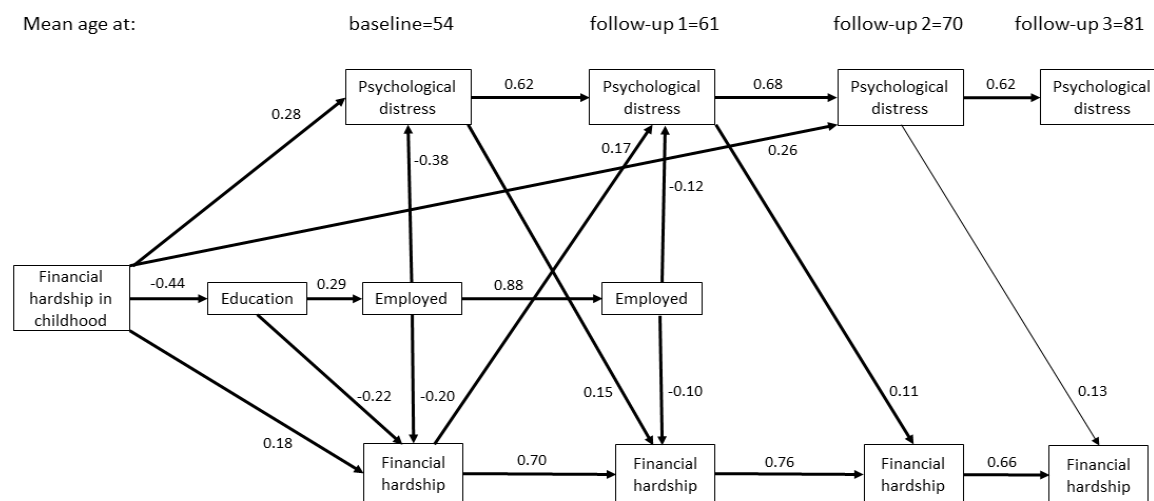 Mean age at: baseline=54 follow-up 1=61 follow-up 2=70 follow-up 3=81
Psychological distress
0.62
Psychological distress
0.68
Psychological distress
0.62
Psychological distress
0.28
-0.38
0.17
0.26
-0.12
Financial hardship in childhood
-0.44
Education
0.29
Employed
0.88
Employed
-0.22
-0.20
0.15
-0.10
0.11
0.13
0.18
Financial hardship
0.70
Financial hardship
0.76
Financial hardship
0.66
Financial hardship